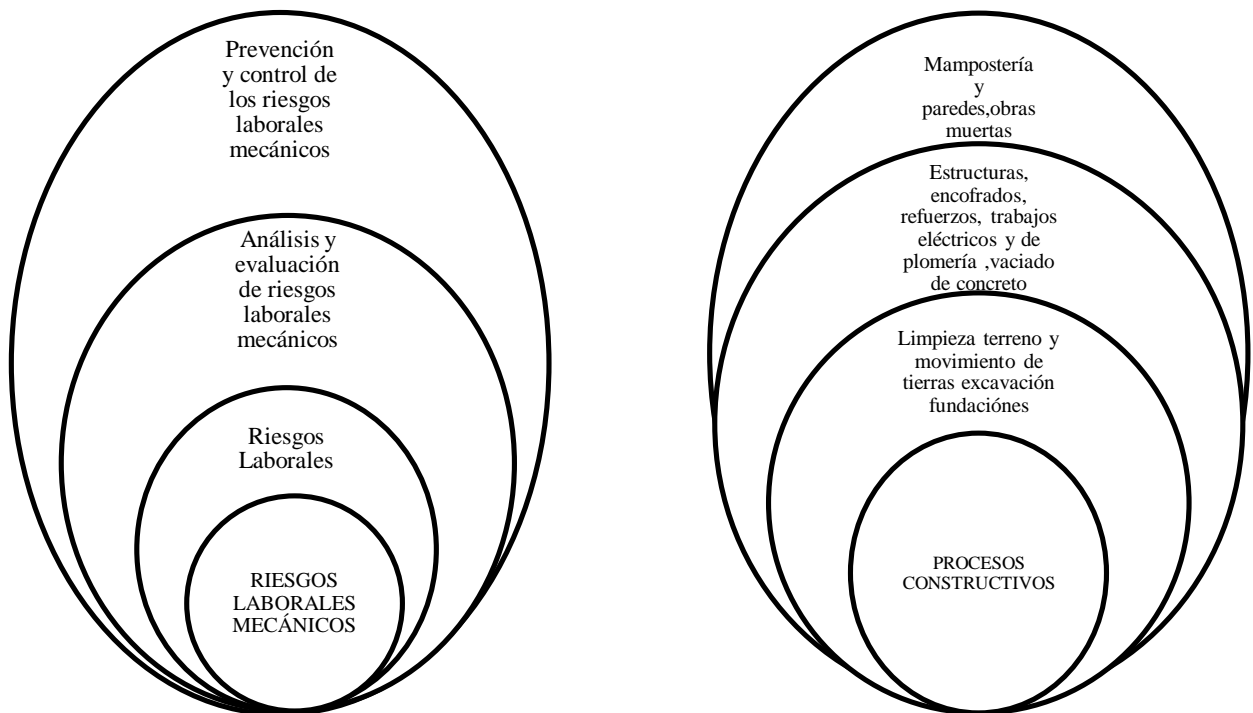 Prevención
y control de
los riesgos
laborales
mecánicos
Análisis y
evaluación
de riesgos
laborales
mecánicos
Riesgos
Laborales
RIESGOS
LABORALES
MECÁNICOS
Mampostería
y
paredes,obras
muertas
Estructuras,
encofrados,
refuerzos, trabajos
eléctricos y de
plomería ,vaciado
de concreto
Limpieza terreno y
movimiento de
tierras excavación
fundaciónes
PROCESOS
CONSTRUCTIVOS